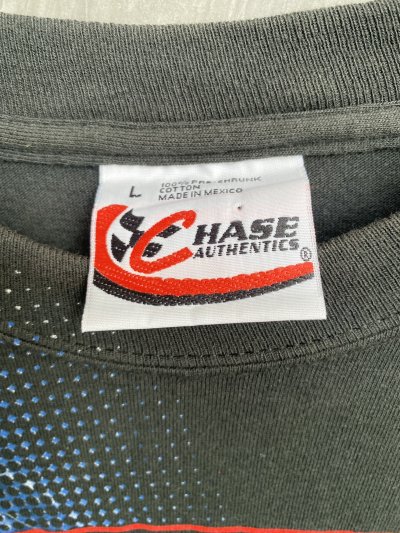 L
100% PRE-SHRUNK
COTTON
MADE IN MEXICO
CHASE
AUTHENTICS®